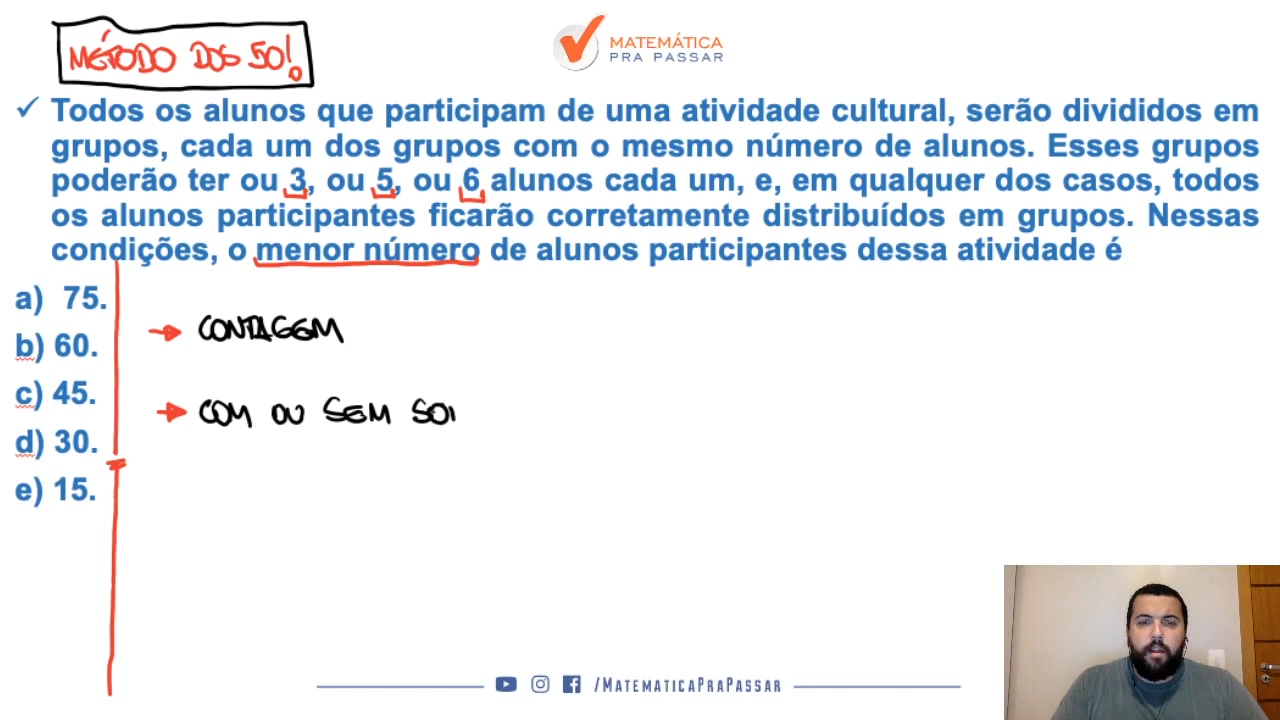 MÉTODO DOS 50!
MATEMÁTICA
PRA PASSAR
✓ Todos os alunos que participam de uma atividade cultural, serão divididos em
grupos, cada um dos grupos com o mesmo número de alunos. Esses grupos
poderão ter ou 3, ou 5, ou 6 alunos cada um, e, em qualquer dos casos, todos
os alunos participantes ficarão corretamente distribuídos em grupos. Nessas
condições, o menor número de alunos participantes dessa atividade é
a) 75.
b) 60.
c) 45.
d) 30.
e) 15.
→ CONTAGEM
→ COM OU SEM
/MATEMATICAPRAPASSAR